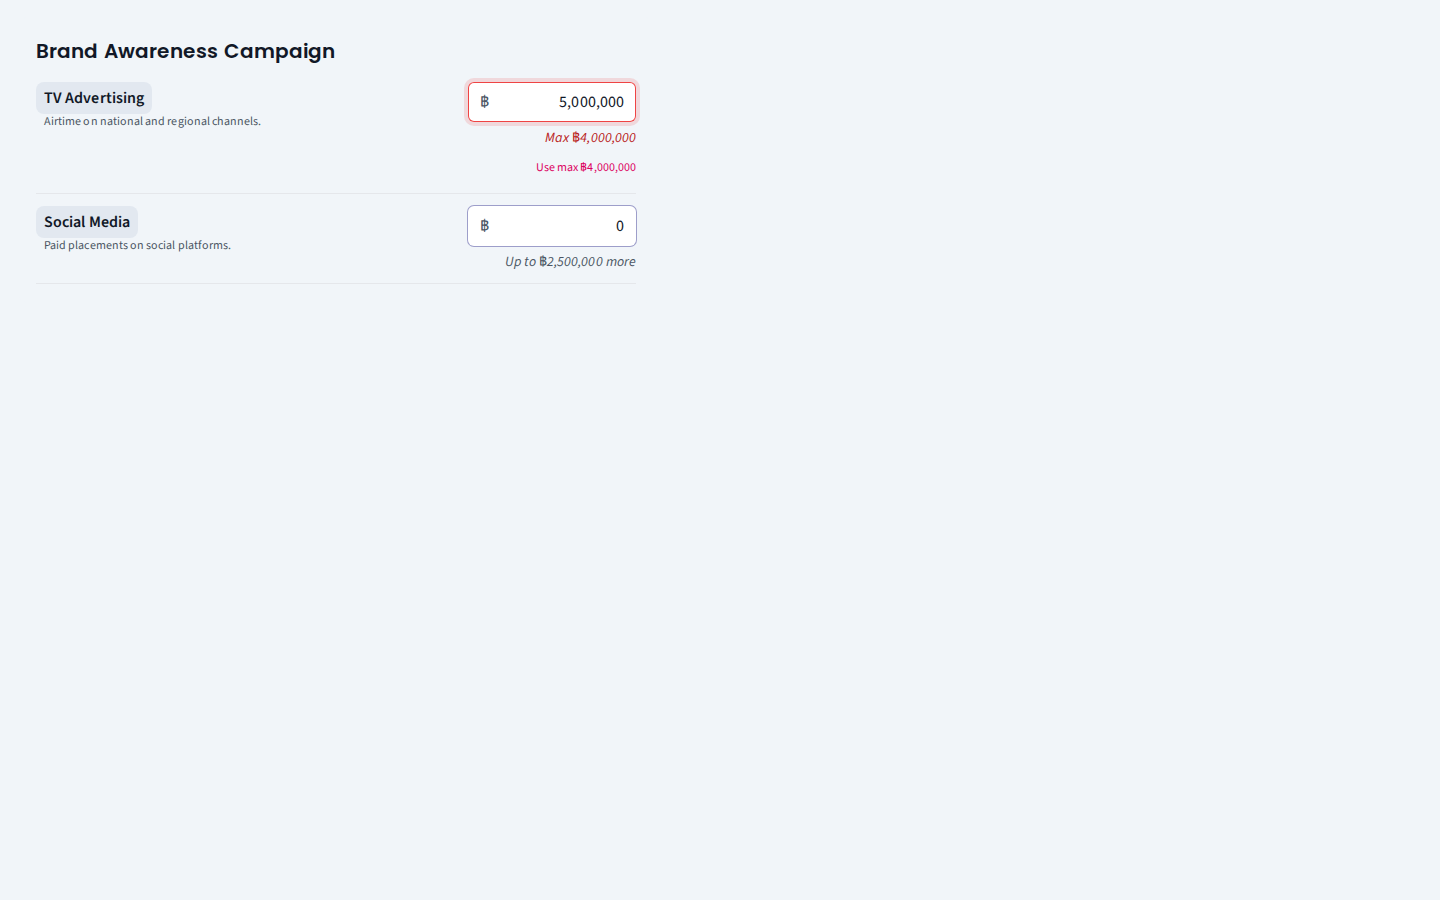 Brand Awareness Campaign
TV Advertising
Airtime on national and regional channels.
฿ 5,000,000
Max ฿4,000,000
Use max ฿4,000,000
Social Media
Paid placements on social platforms.
฿ 0
Up to ฿2,500,000 more